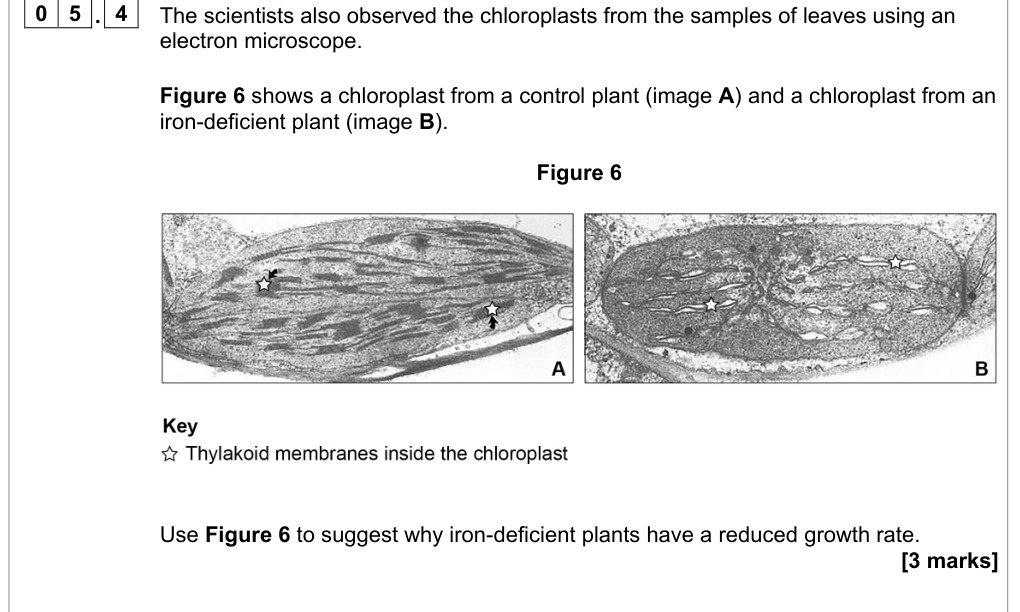 0 5 . 4 The scientists also observed the chloroplasts from the samples of leaves using an
electron microscope.
Figure 6 shows a chloroplast from a control plant (image A) and a chloroplast from an
iron-deficient plant (image B).
Figure 6
A
B
Key
☆ Thylakoid membranes inside the chloroplast
Use Figure 6 to suggest why iron-deficient plants have a reduced growth rate.
[3 marks]